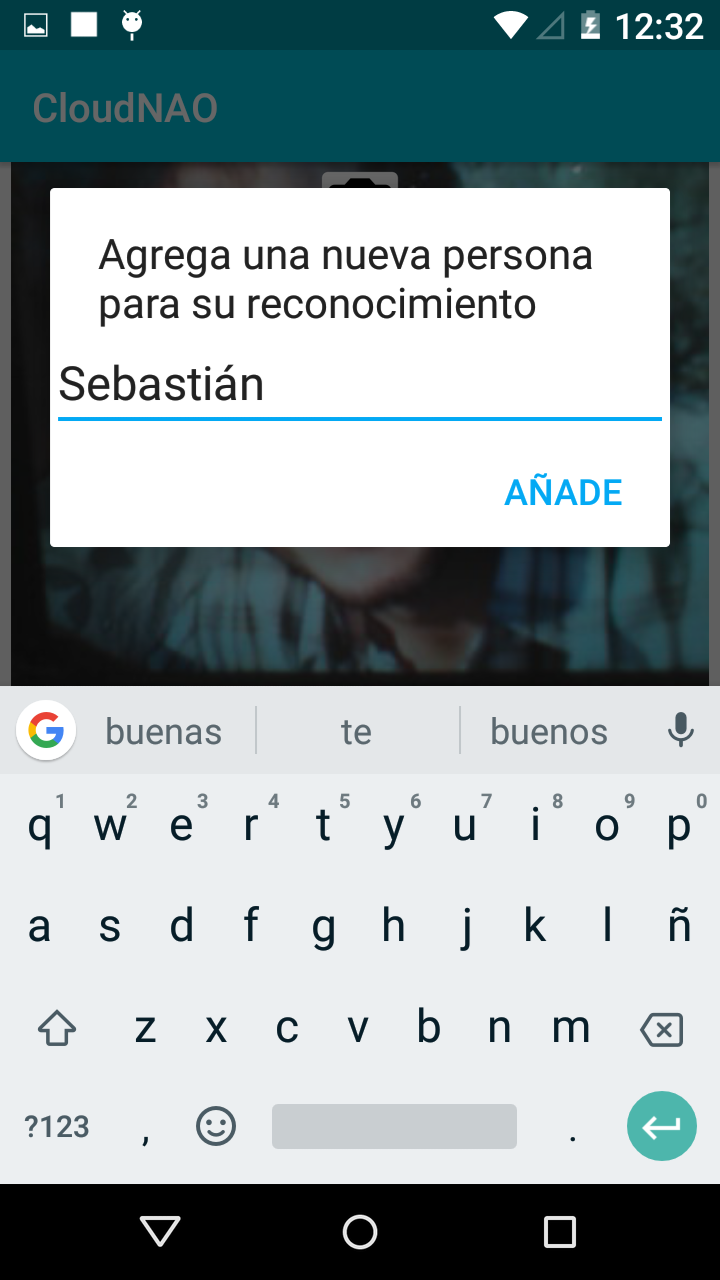 12:32
CloudNAO
Agrega una nueva persona
para su reconocimiento
Sebastián
AÑADE
buenas te buenos
1 2 3 4 5 6 7 8 9 0
q w e r t y u i o p
a s d f g h j k l ñ
z x c v b n m
?123 , .